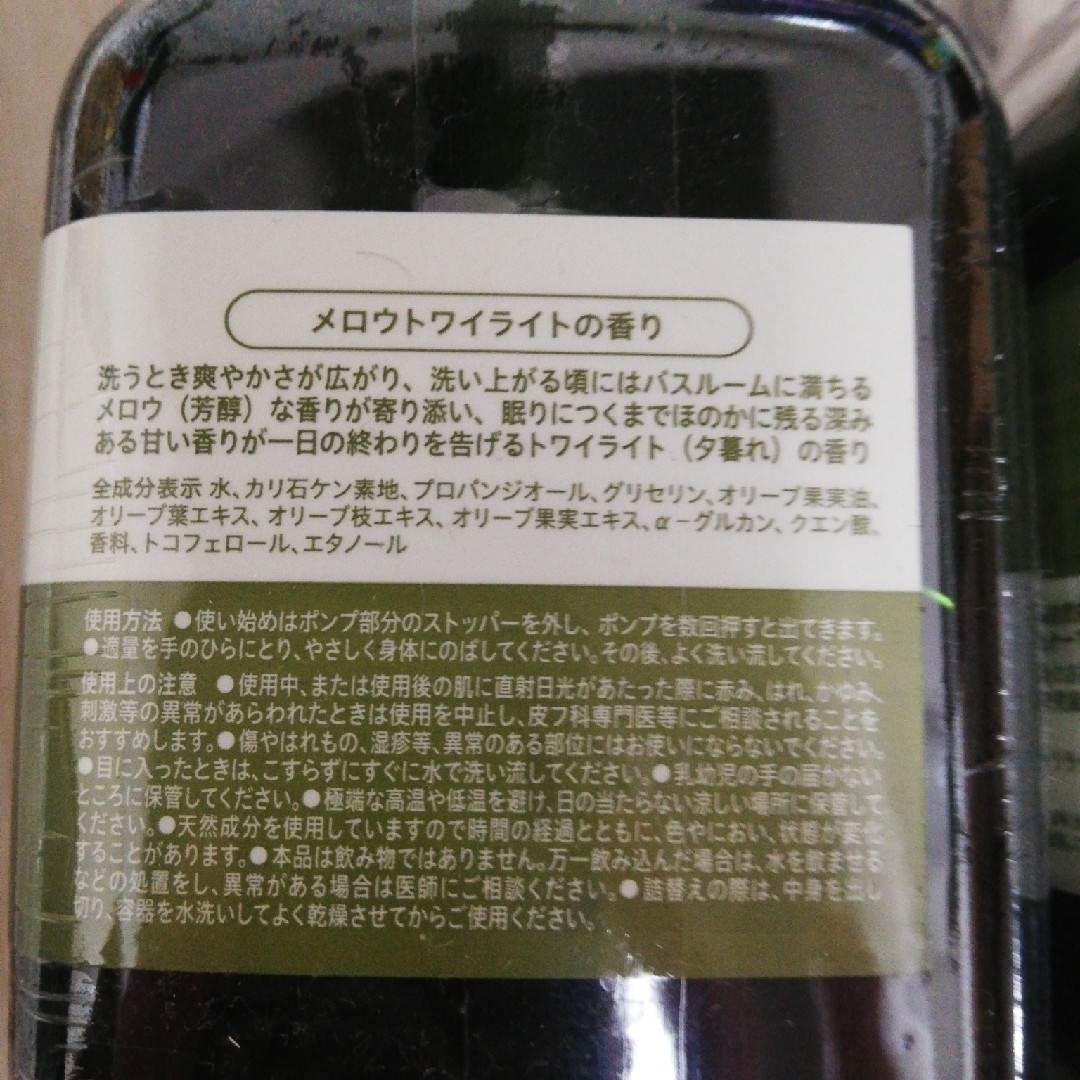 メロウトワイライトの香り
洗うとき爽やかさが広がり、洗い上がる頃にはバスルームに満ちる
メロウ（芳醇）な香りが寄り添い、眠りにつくまでほのかに残る深み
ある甘い香りが一日の終わりを告げるトワイライト（夕暮れ）の香り
全成分表示 水、カリ石ケン素地、プロパンジオール、グリセリン、オリーブ果実油、
オリーブ葉エキス、オリーブ枝エキス、オリーブ果実エキス、α－グルカン、クエン酸、
香料、トコフェロール、エタノール
使用方法 ●使い始めはポンプ部分のストッパーを外し、ポンプを数回押すと出てきます。
●適量を手のひらにとり、やさしく身体にのばしてください。その後、よく洗い流してください。
使用上の注意 ●使用中、または使用後の肌に直射日光があたった際に赤み、はれ、かゆみ、
刺激等の異常があらわれたときは使用を中止し、皮フ科専門医等にご相談されることを
おすすめします。●傷やはれもの、湿疹等、異常のある部位にはお使いにならないでください。
●目に入ったときは、こすらずにすぐに水で洗い流してください。●乳幼児の手の届かない
ところに保管してください。●極端な高温や低温を避け、日の当たらない涼しい場所に保管して
ください。●天然成分を使用していますので時間の経過とともに、色やにおい、状態が変化
することがあります。●本品は飲み物ではありません。万一飲み込んだ場合は、水を飲ませる
などの処置をし、異常がある場合は医師にご相談ください。●詰替えの際は、中身を出し
切り、容器を水洗いしてよく乾燥させてからご使用ください。